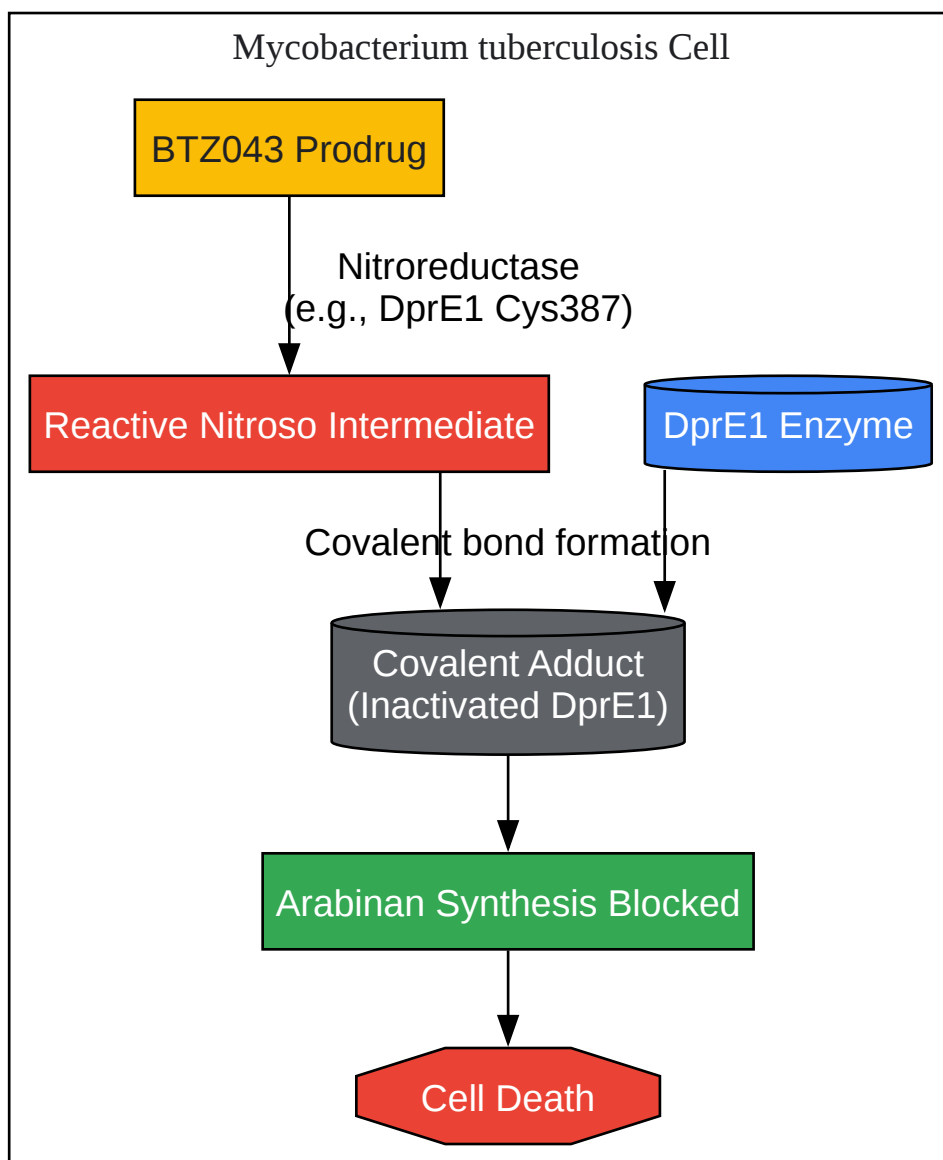 Mycobacterium tuberculosis Cell
BTZ043 Prodrug
Nitroreductase
(e.g., DprE1 Cys387)
Reactive Nitroso Intermediate
DprE1 Enzyme
Covalent bond formation
Covalent Adduct
(Inactivated DprE1)
Arabinan Synthesis Blocked
Cell Death